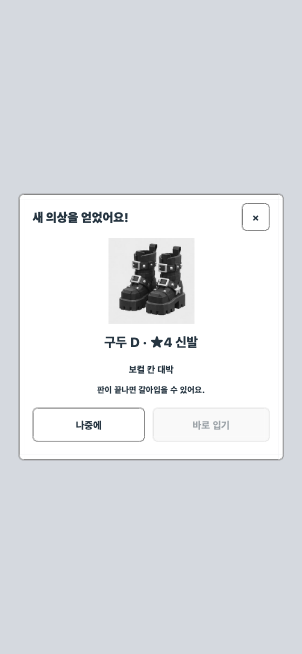 새 의상을 얻었어요!
×
구두 D · ★4 신발
보컬 칸 대박
판이 끝나면 갈아입을 수 있어요.
나중에
바로 입기